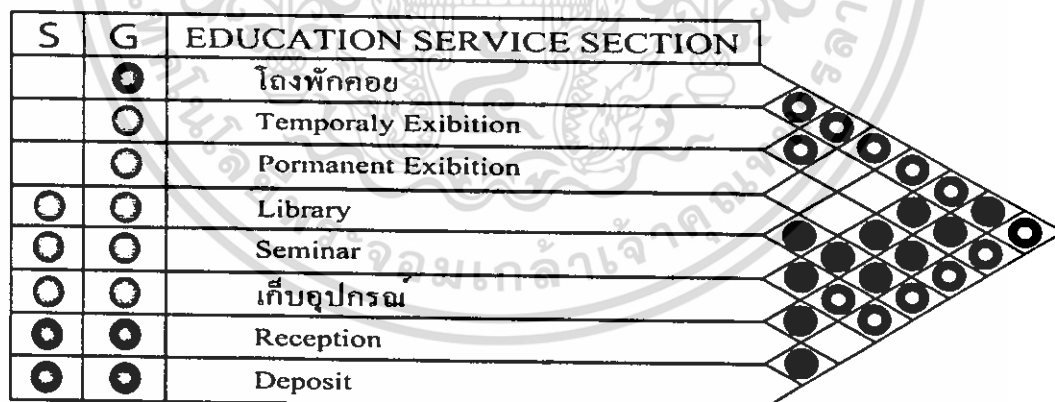 S G EDUCATION SERVICE SECTION
โถงพักคอย
Temporaly Exibition
Pormanent Exibition
Library
Seminar
เก็บอุปกรณ์
Reception
Deposit